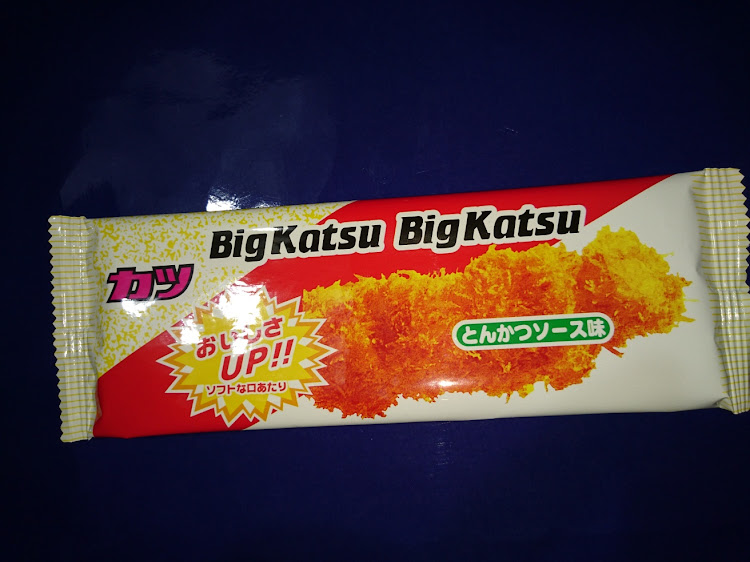 BigKatsu BigKatsu
カツ
おいしさ
UP!!
ソフトな口あたり
とんかつソース味